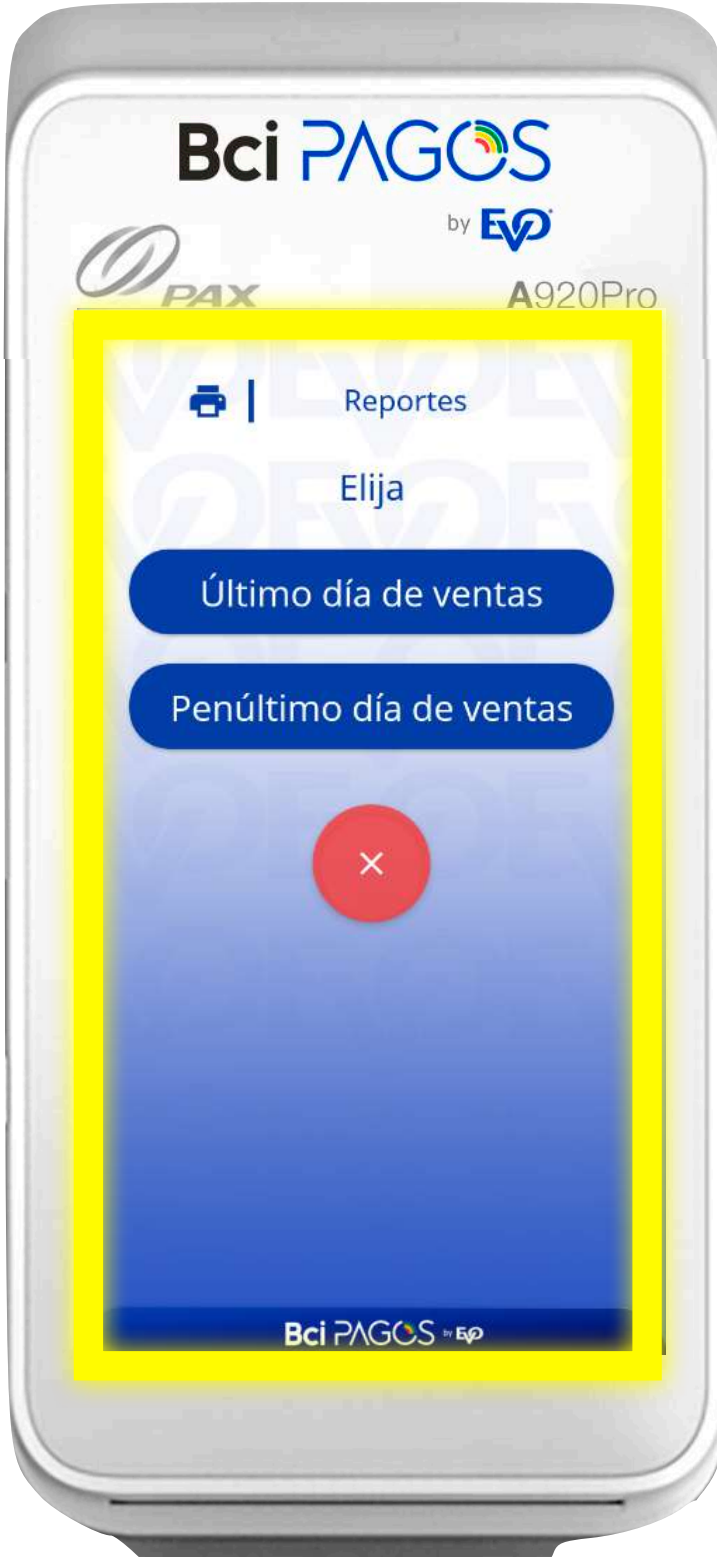 Bci PAGOS
by EVO
PAX
A920Pro
Reportes
Elija
Último día de ventas
Penúltimo día de ventas
Bci PAGOS by EVO